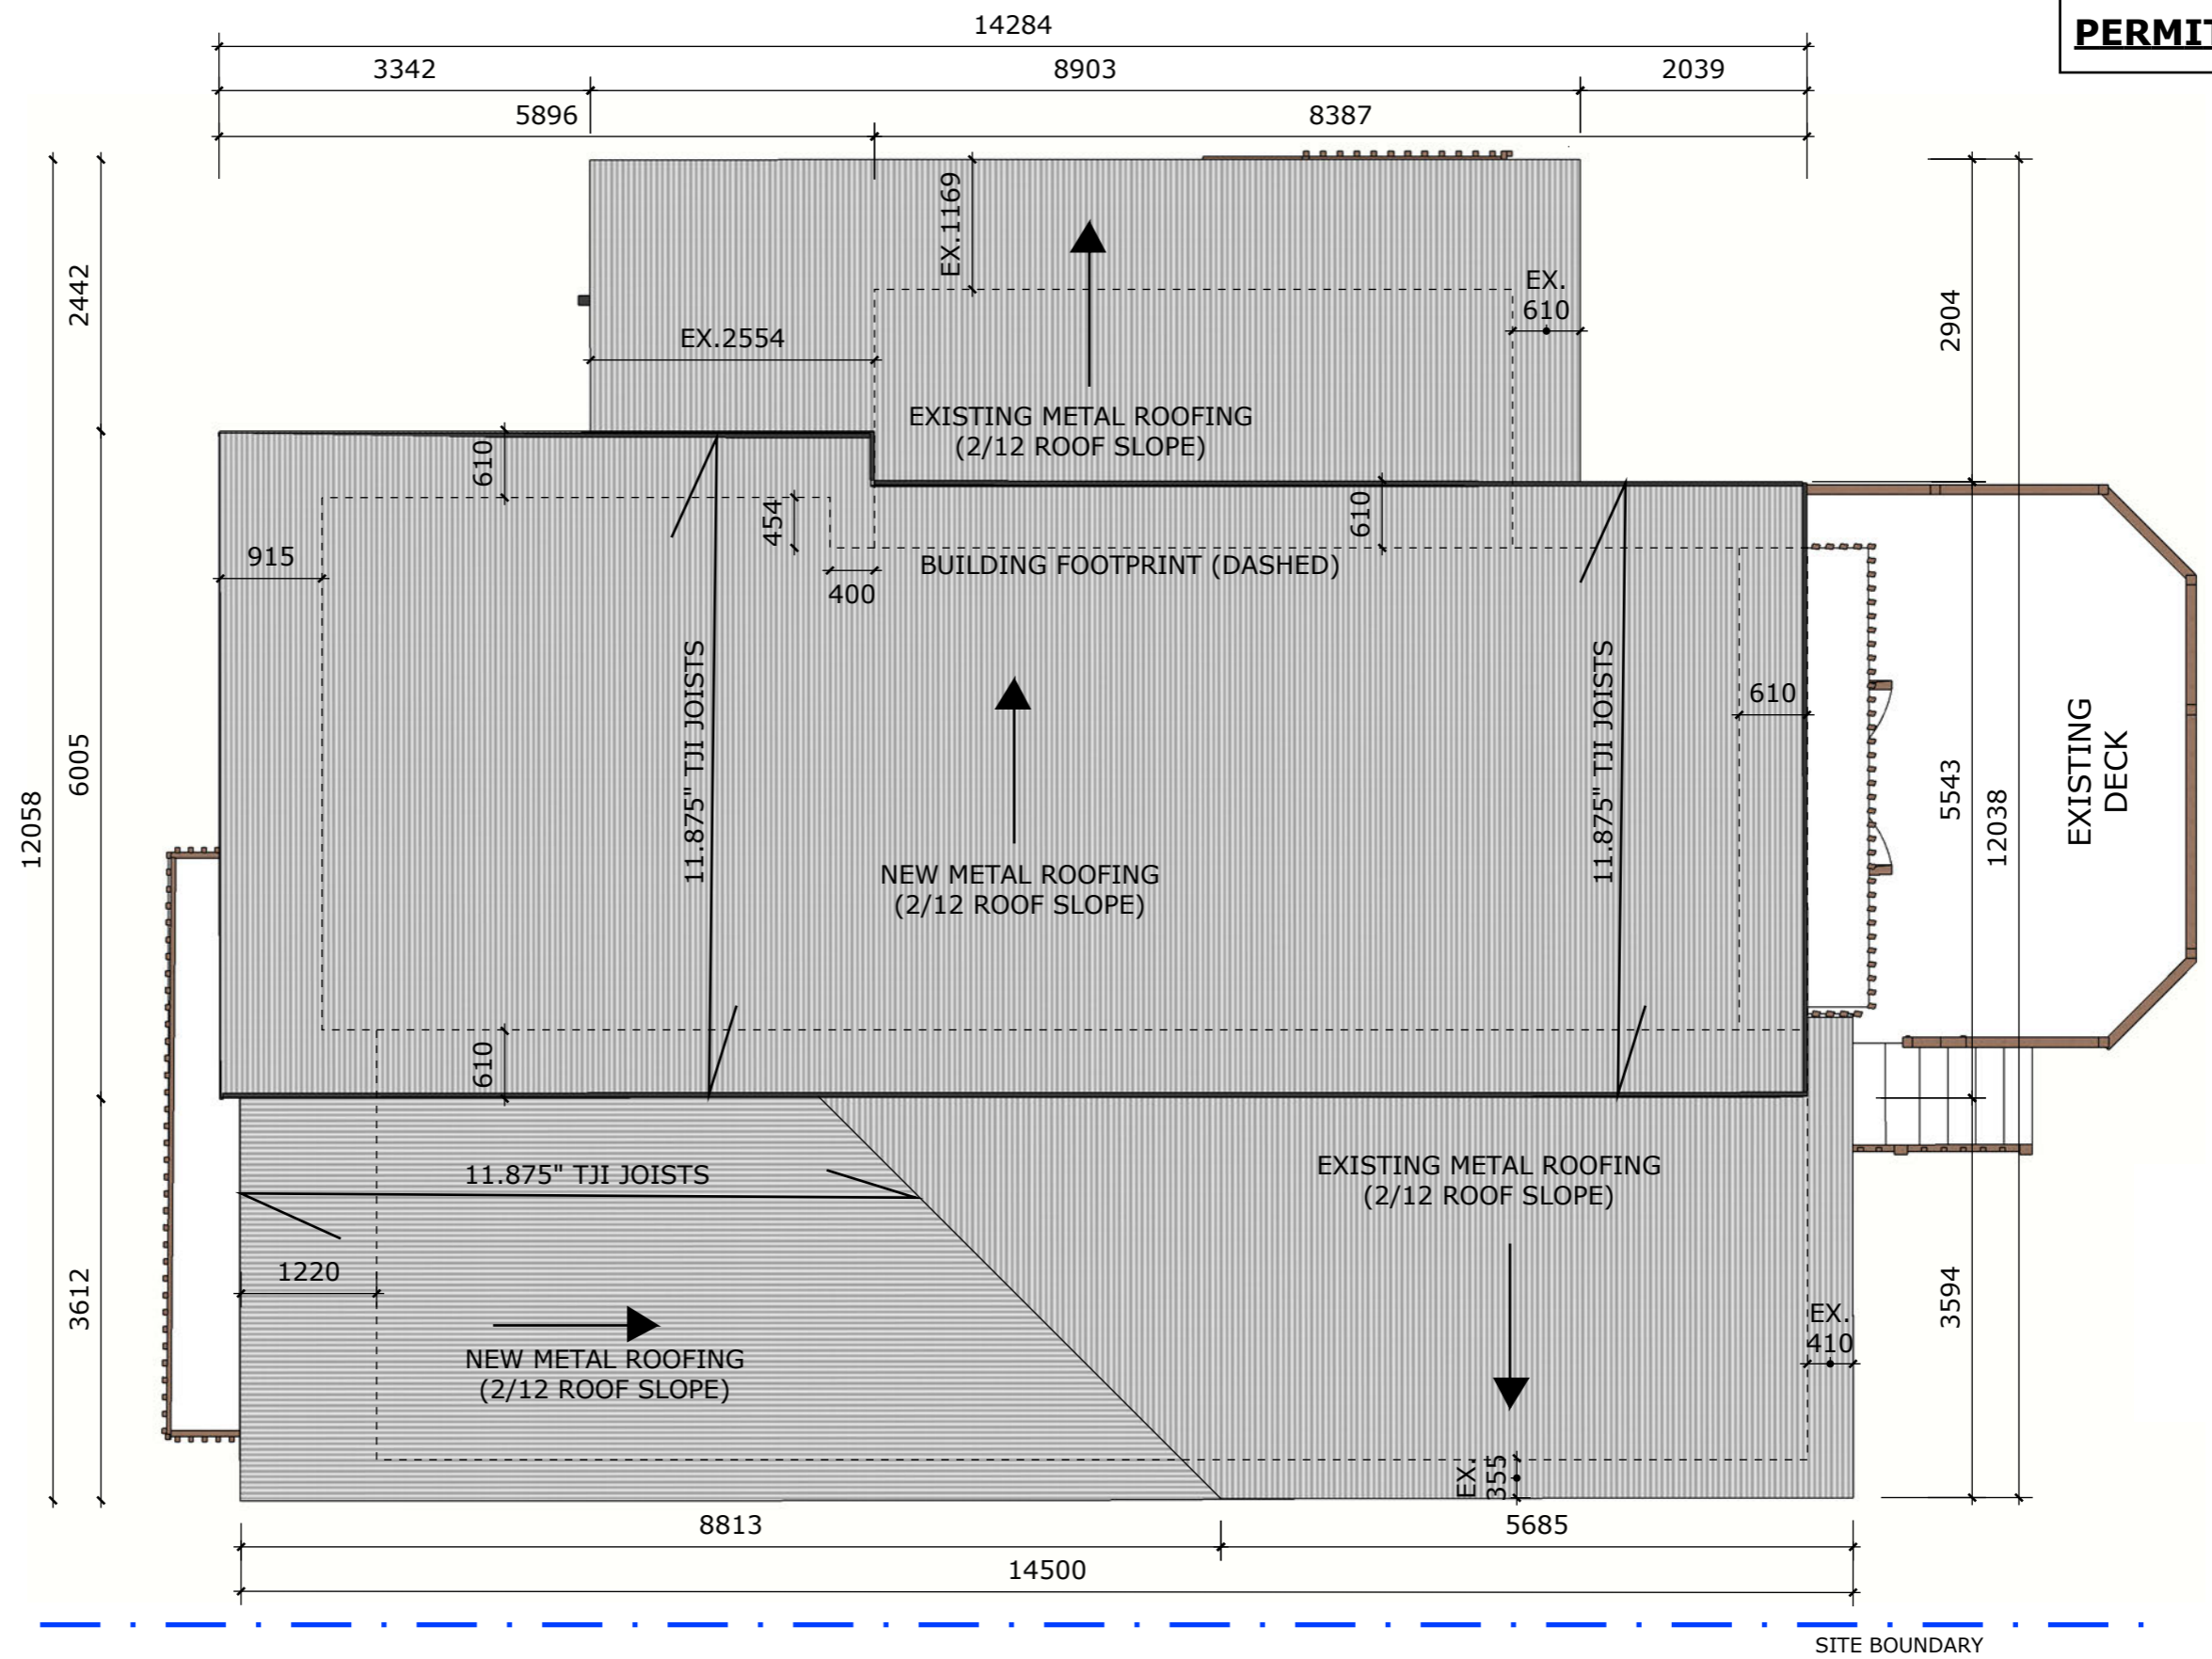 PERMIT
14284
3342
8903
2039
5896
8387
EX.1169
EX.
610
EX.2554
2442
2904
EXISTING METAL ROOFING
(2/12 ROOF SLOPE)
610
454
610
915
400
BUILDING FOOTPRINT (DASHED)
11.875" TJI JOISTS
11.875" TJI JOISTS
610
EXISTING
DECK
6005
12058
5543
12038
NEW METAL ROOFING
(2/12 ROOF SLOPE)
610
11.875" TJI JOISTS
EXISTING METAL ROOFING
(2/12 ROOF SLOPE)
1220
3612
3594
EX.
410
NEW METAL ROOFING
(2/12 ROOF SLOPE)
EX.
355
8813
5685
14500
SITE BOUNDARY